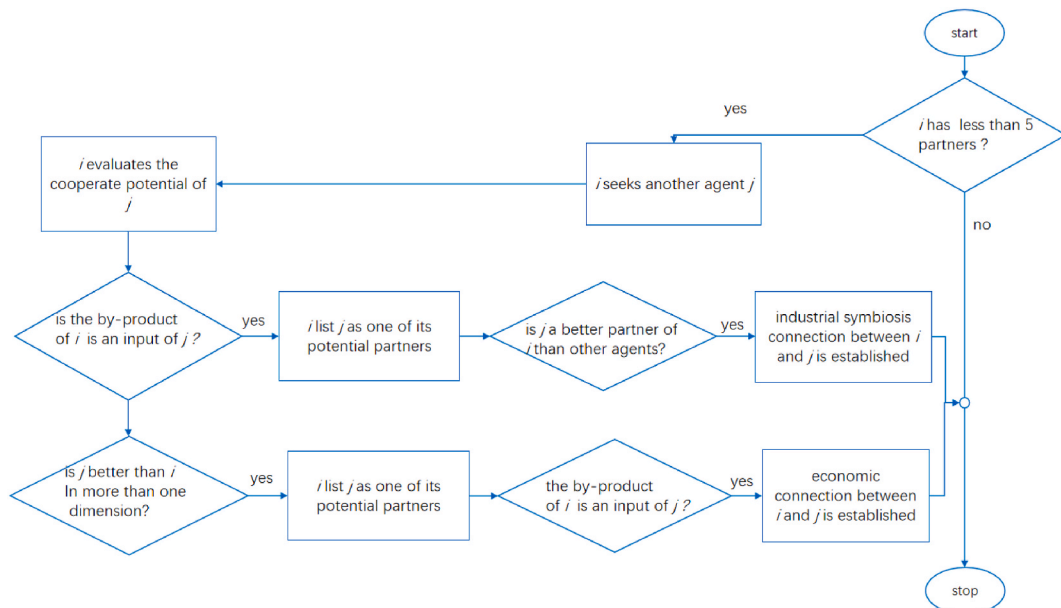 start
i has less than 5
partners ?
yes
no
i seeks another agent j
i evaluates the
cooperate potential of
j
is the by-product
of i is an input of j ?
yes
i list j as one of its
potential partners
is j a better partner of
i than other agents?
yes
industrial symbiosis
connection between i
and j is established
is j better than i
In more than one
dimension?
yes
i list j as one of its
potential partners
the by-product
of i is an input of j ?
yes
economic
connection between
i and j is established
stop